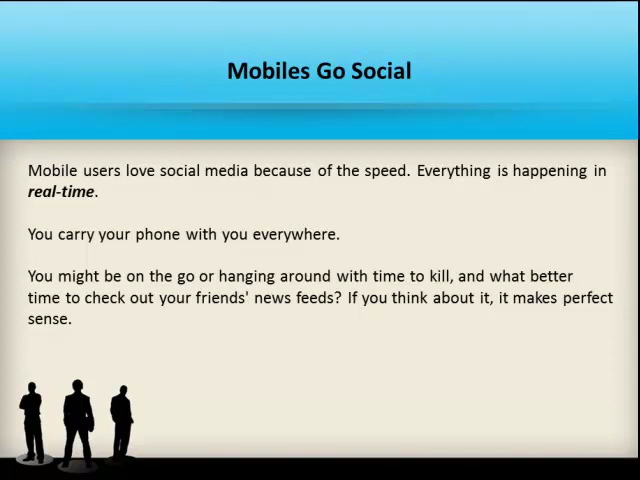 Mobiles Go Social
Mobile users love social media because of the speed. Everything is happening in
real-time.
You carry your phone with you everywhere.
You might be on the go or hanging around with time to kill, and what better
time to check out your friends' news feeds? If you think about it, it makes perfect
sense.